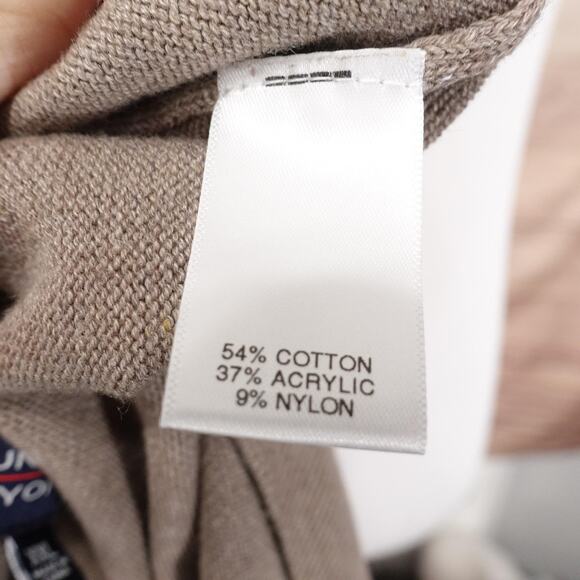 54% COTTON
37% ACRYLIC
9% NYLON